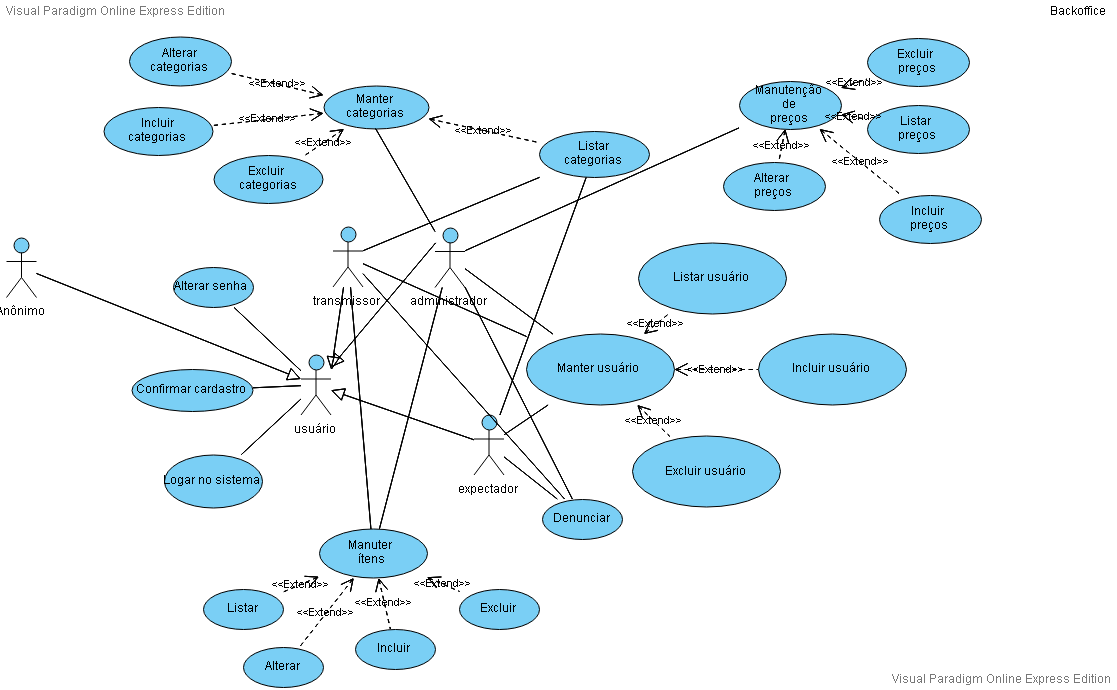 Visual Paradigm Online Express Edition
Backoffice
Alterar
categorias
<<Extend>>
Manter
categorias
Incluir
categorias
<<Extend>>
<<Extend>>
Excluir
categorias
<<Extend>>
Listar
categorias
Manutenção
de
preços
<<Extend>>
Excluir
preços
<<Extend>>
Listar
preços
<<Extend>>
Alterar
preços
<<Extend>>
Incluir
preços
Anônimo
Alterar senha
transmissor
administrador
Listar usuário
<<Extend>>
Manter usuário
<<Extend>>
Incluir usuário
<<Extend>>
Excluir usuário
Confirmar cardastro
usuário
Logar no sistema
expectador
Denunciar
Manuter
ítens
<<Extend>>
<<Extend>>
<<Extend>>
<<Extend>>
Listar
Alterar
Incluir
Excluir
Visual Paradigm Online Express Edition